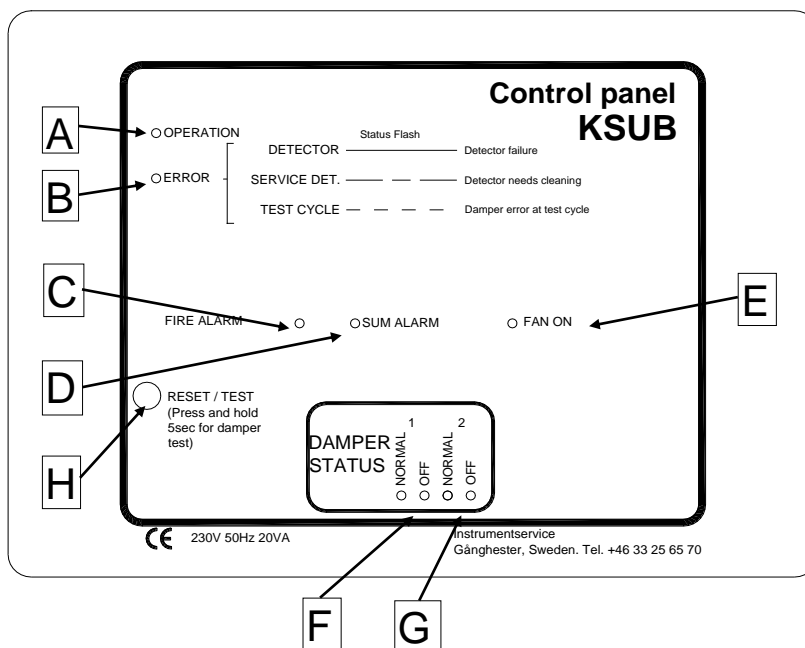 Control panel
KSUB
A
OPERATION
Status Flash
DETECTOR
Detector failure
B
ERROR
SERVICE DET.
Detector needs cleaning
TEST CYCLE
Damper error at test cycle
C
E
FIRE ALARM
SUM ALARM
FAN ON
D
RESET / TEST
(Press and hold
5sec for damper
test)
H
DAMPER
STATUS
1
2
NORMAL
OFF
NORMAL
OFF
CE
230V 50Hz 20VA
Instrumentservice
Gånghester, Sweden. Tel. +46 33 25 65 70
F
G